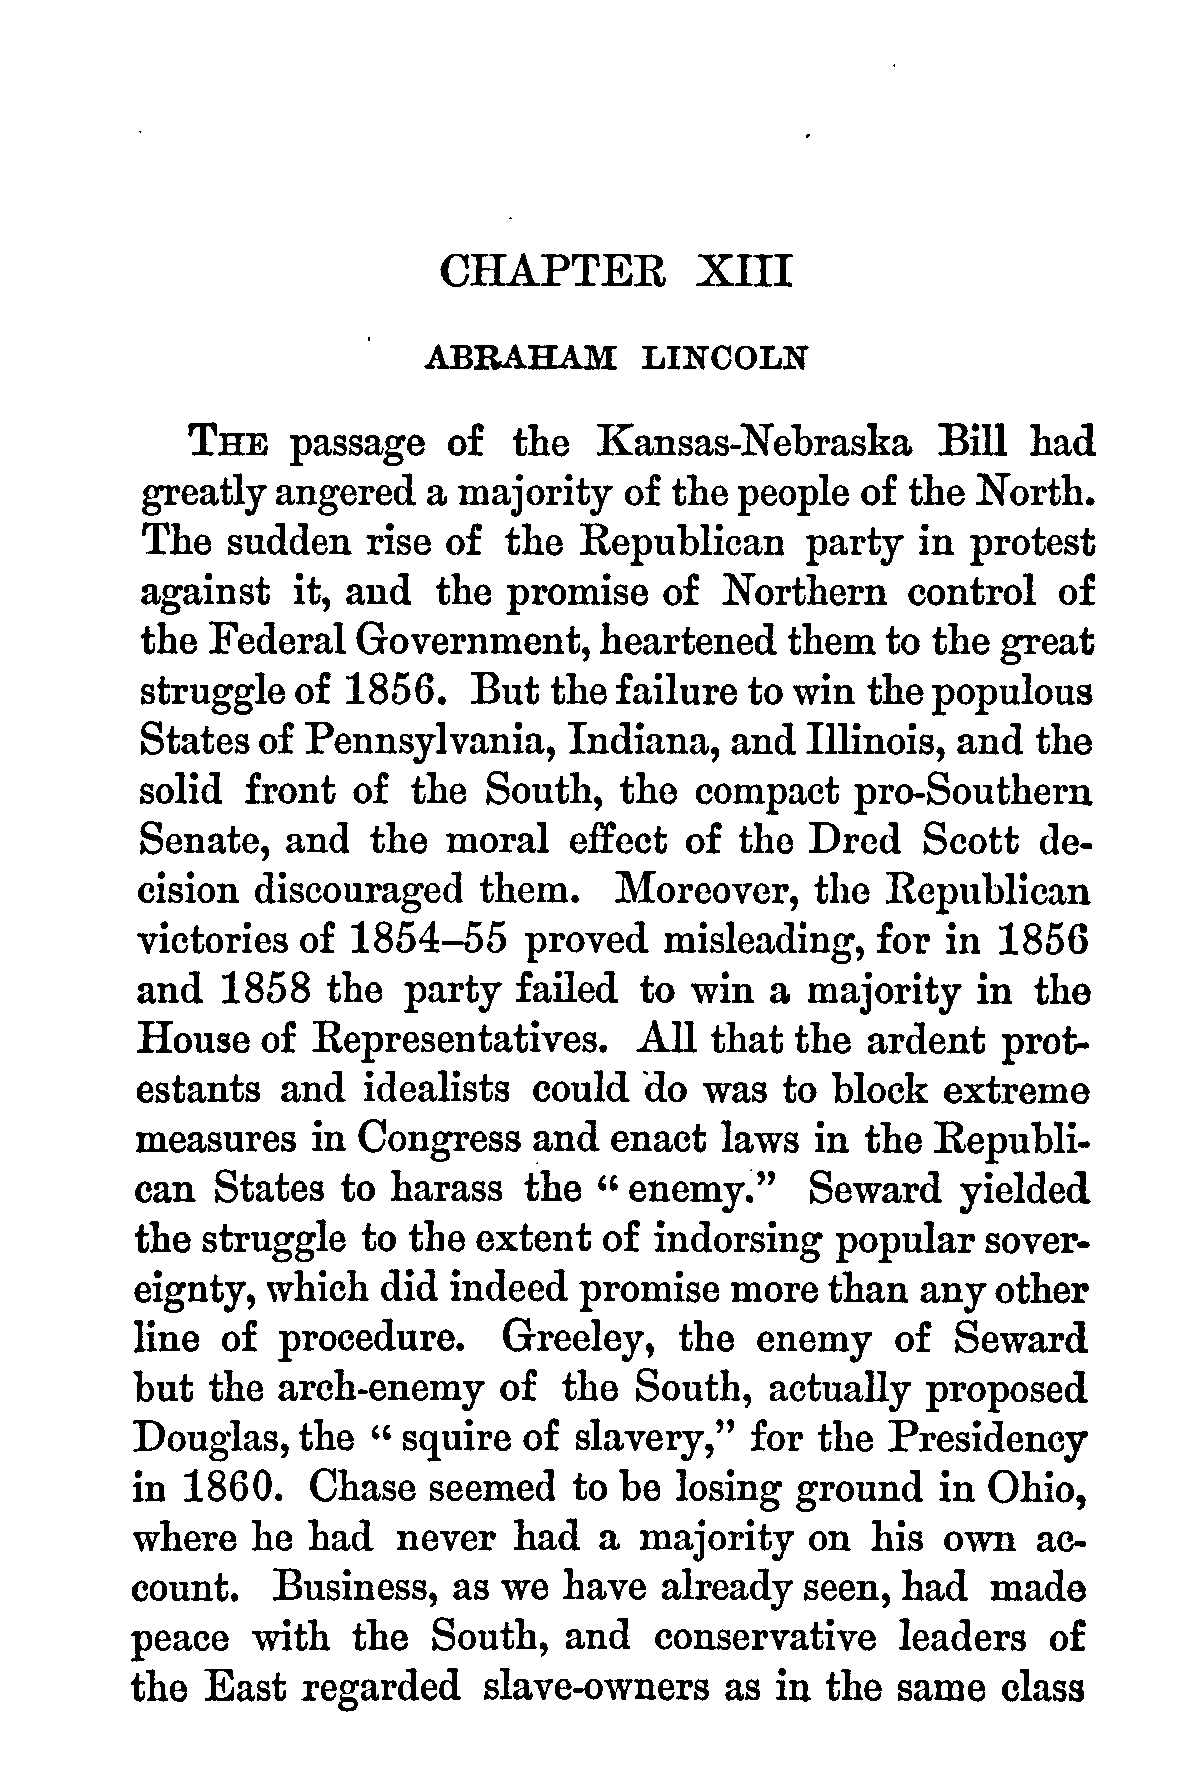 CHAPTER XIII
ABRAHAM LINCOLN
THE passage of the Kansas-Nebraska Bill had
greatly angered a majority of the people of the North.
The sudden rise of the Republican party in protest
against it, and the promise of Northern control of
the Federal Government, heartened them to the great
struggle of 1856. But the failure to win the populous
States of Pennsylvania, Indiana, and Illinois, and the
solid front of the South, the compact pro-Southern
Senate, and the moral effect of the Dred Scott de-
cision discouraged them. Moreover, the Republican
victories of 1854–55 proved misleading, for in 1856
and 1858 the party failed to win a majority in the
House of Representatives. All that the ardent prot-
estants and idealists could do was to block extreme
measures in Congress and enact laws in the Republi-
can States to harass the “ enemy.” Seward yielded
the struggle to the extent of indorsing popular sover-
eignty, which did indeed promise more than any other
line of procedure. Greeley, the enemy of Seward
but the arch-enemy of the South, actually proposed
Douglas, the “ squire of slavery,” for the Presidency
in 1860. Chase seemed to be losing ground in Ohio,
where he had never had a majority on his own ac-
count. Business, as we have already seen, had made
peace with the South, and conservative leaders of
the East regarded slave-owners as in the same class